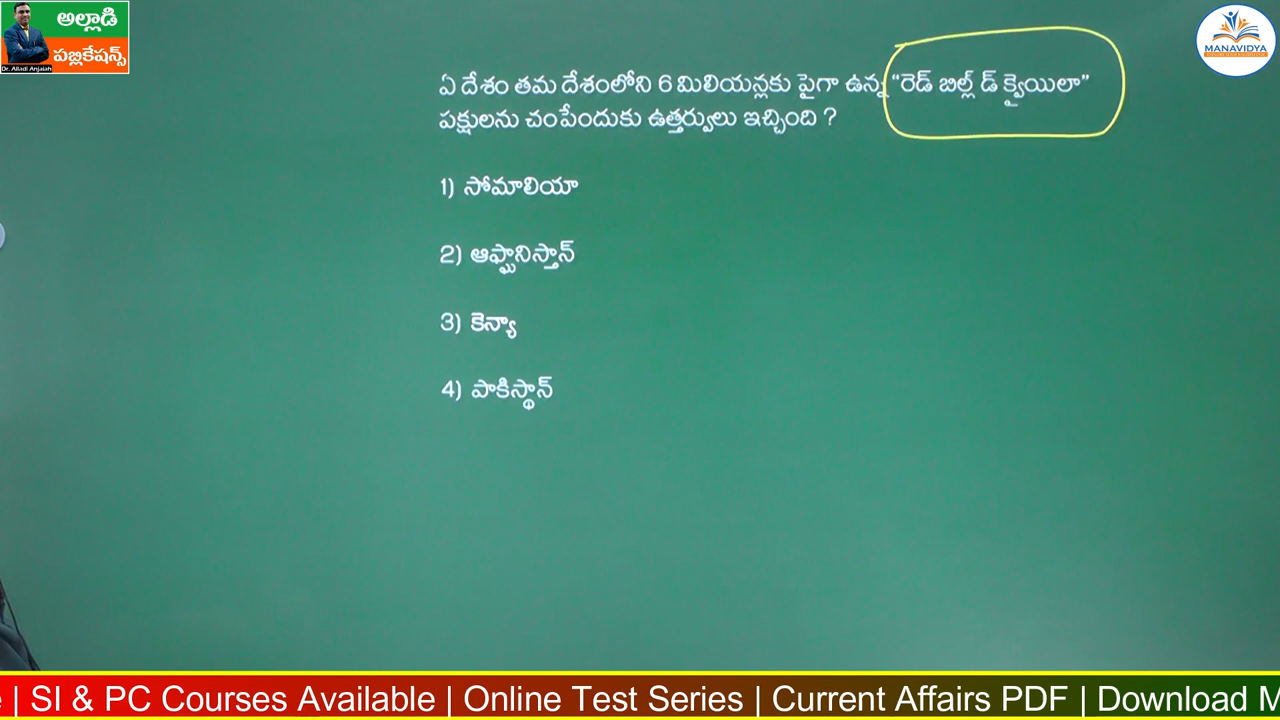 అల్లాడి
పబ్లికేషన్స్
Dr. Alladi Anjaiah
MANAVIDYA
ఏ దేశం తమ దేశంలోని 6 మిలియన్లకు పైగా ఉన్న “రెడ్ బిల్ల్ డ్ క్వెయిలా”
పక్షులను చంపేందుకు ఉత్తర్వులు ఇచ్చింది ?
1) సోమాలియా
2) ఆఫ్ఘానిస్తాన్
3) కెన్యా
4) పాకిస్థాన్
| SI & PC Courses Available | Online Test Series | Current Affairs PDF | Download